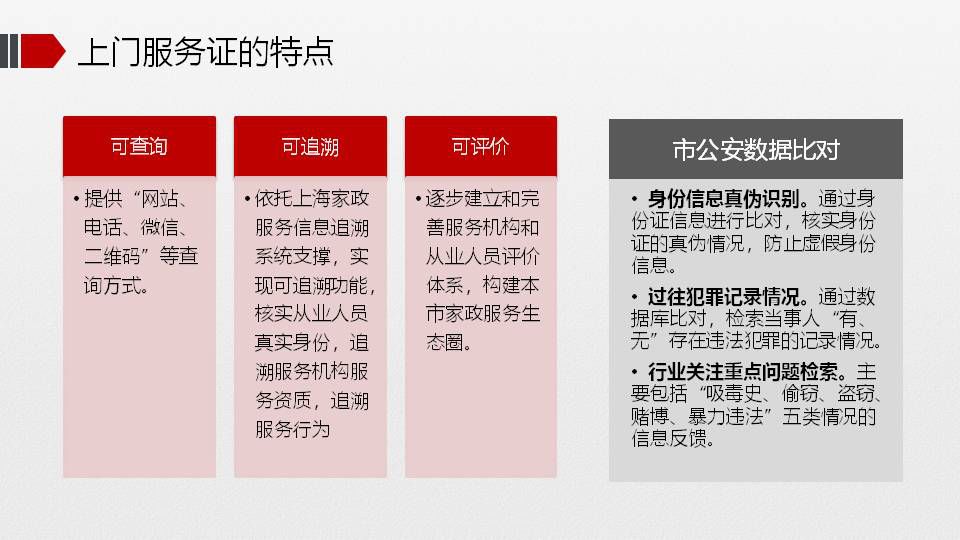 上门服务证的特点
可查询
• 提供“网站、
电话、微信、
二维码”等查
询方式。
可追溯
• 依托上海家政
服务信息追溯
系统支撑，实
现可追溯功能，
核实从业人员
真实身份，追
溯服务机构服
务资质，追溯
服务行为
可评价
• 逐步建立和完
善服务机构和
从业人员评价
体系，构建本
市家政服务生
态圈。
市公安数据比对
• 身份信息真伪识别。通过身
份证信息进行比对，核实身份
证的真伪情况，防止虚假身份
信息。
• 过往犯罪记录情况。通过数
据库比对，检索当事人“有、
无”存在违法犯罪的记录情况。
• 行业关注重点问题检索。主
要包括“吸毒史、偷窃、盗窃、
赌博、暴力违法”五类情况的
信息反馈。